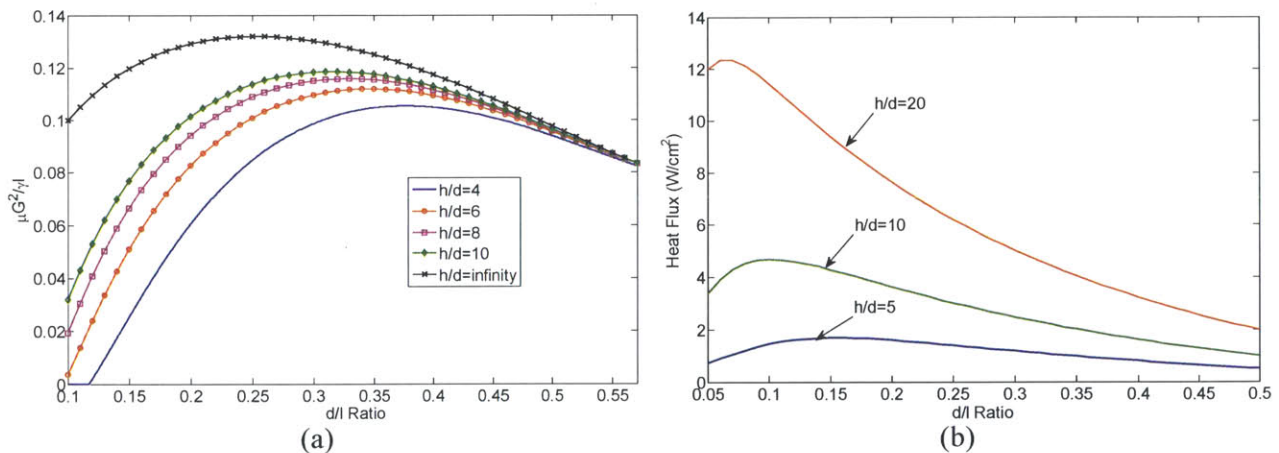 0.14
0.12
0.1
0.08
0.06
0.04
0.02
0
μG²/γl
0.1 0.15 0.2 0.25 0.3 0.35 0.4 0.45 0.5 0.55
d/l Ratio
h/d=4
h/d=6
h/d=8
h/d=10
h/d=infinity
(a)
14
12
10
8
6
4
2
0
Heat Flux (W/cm²)
h/d=20
h/d=10
h/d=5
0.05 0.1 0.15 0.2 0.25 0.3 0.35 0.4 0.45 0.5
d/l Ratio
(b)